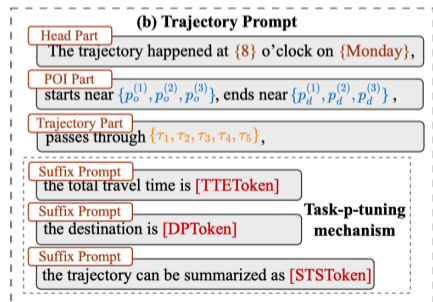 (b) Trajectory Prompt
Head Part
The trajectory happened at {8} o'clock on {Monday},
POI Part
starts near {p_o^(1), p_o^(2), p_o^(3)}, ends near {p_d^(1), p_d^(2), p_d^(3)} ,
Trajectory Part
passes through {τ₁, τ₂, τ₃, τ₄, τ₅},
Suffix Prompt
the total travel time is [TTEToken]
Suffix Prompt
the destination is [DPToken]
Task-p-tuning
mechanism
Suffix Prompt
the trajectory can be summarized as [STSToken]